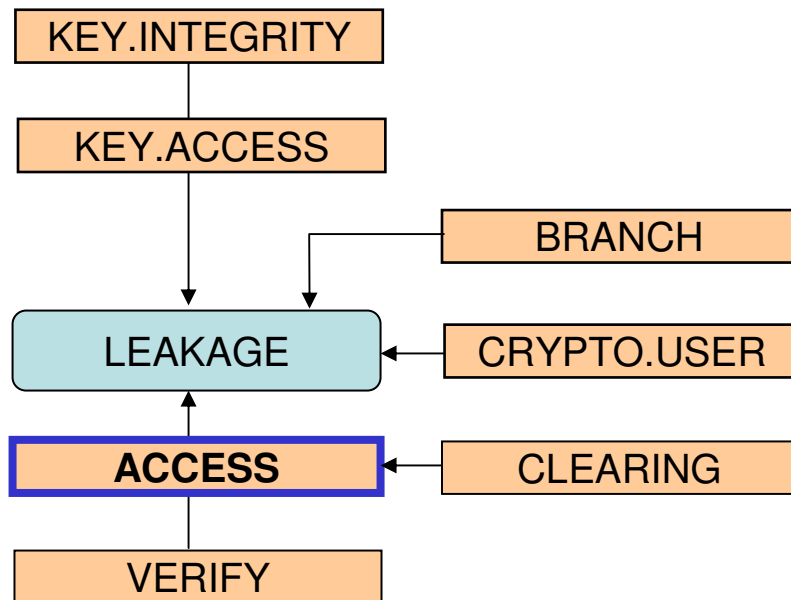 KEY.INTEGRITY
KEY.ACCESS
BRANCH
LEAKAGE
CRYPTO.USER
ACCESS
CLEARING
VERIFY